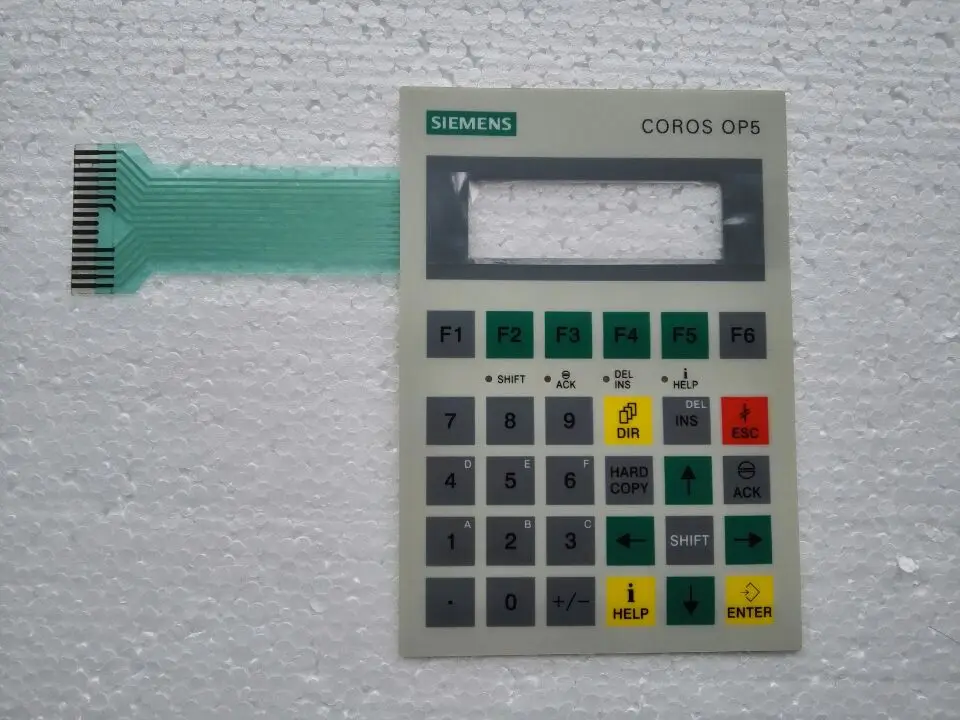 SIEMENS COROS OP5
F1 F2 F3 F4 F5 F6
SHIFT ACK DEL INS i HELP
7 8 9 DIR DEL INS ESC
D 4 E 5 F 6 HARD COPY ↑ ACK
A 1 B 2 C 3 ← SHIFT →
. 0 +/- i HELP ↓ ENTER